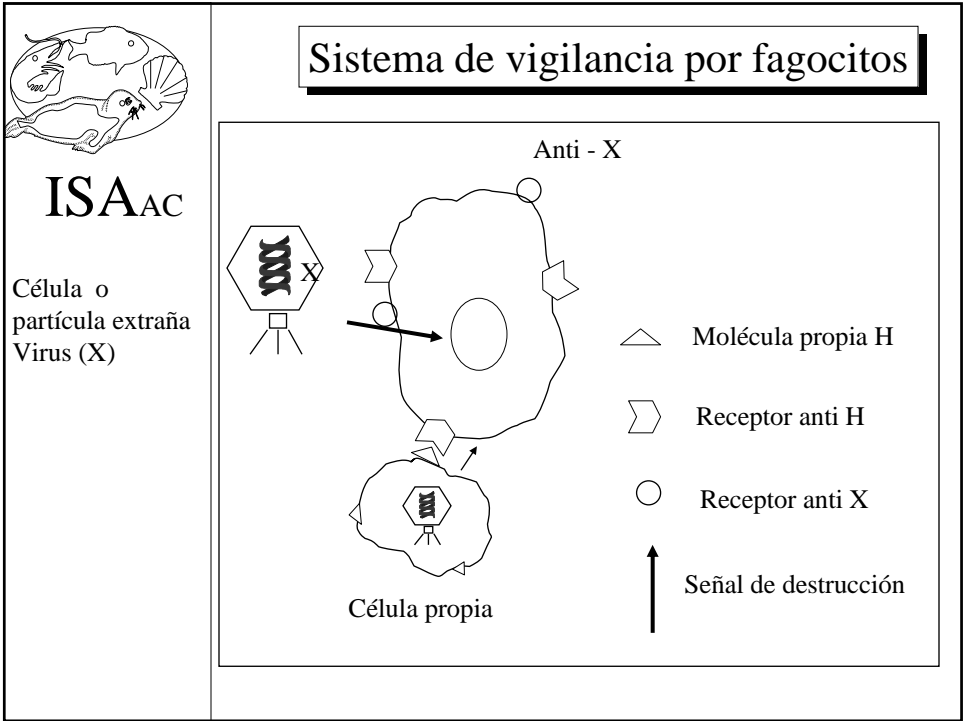 Sistema de vigilancia por fagocitos
ISAAC
Célula o
partícula extraña
Virus (X)
Anti - X
X
Molécula propia H
Receptor anti H
Receptor anti X
Señal de destrucción
Célula propia